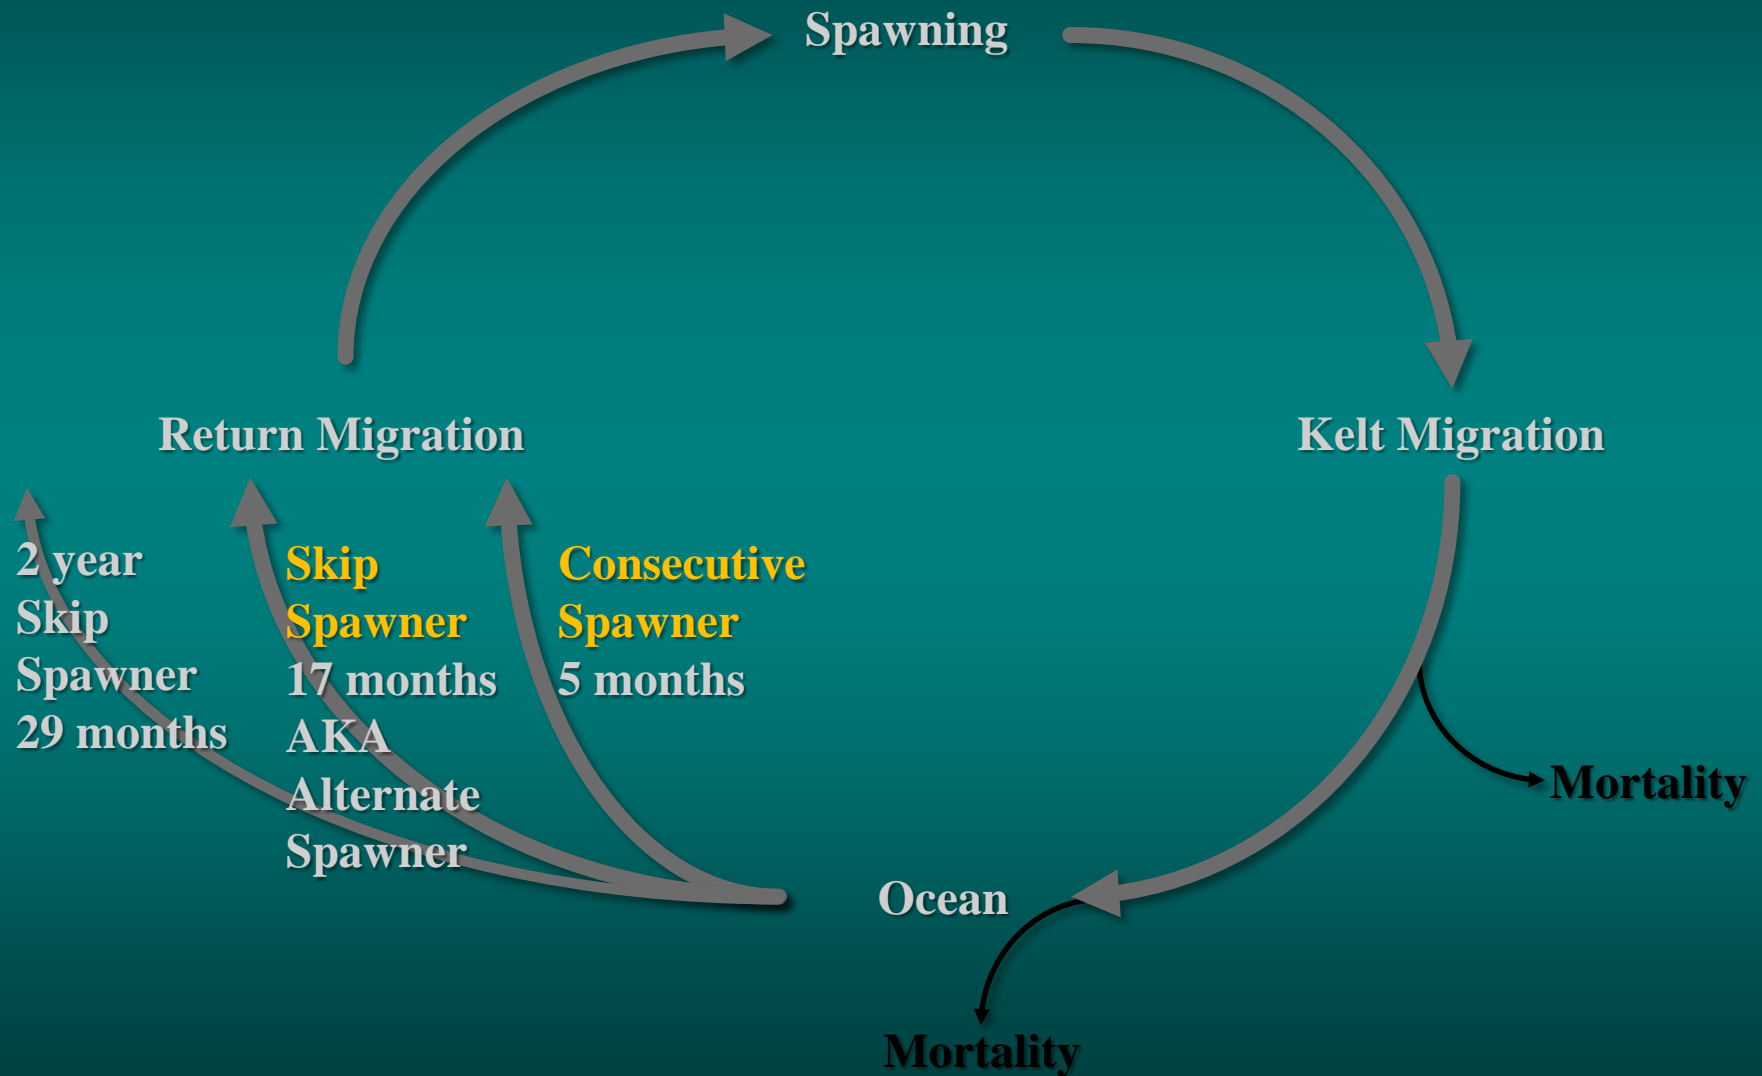 Spawning
Return Migration
Kelt Migration
2 year
Skip
Spawner
29 months
Skip
Spawner
17 months
AKA
Alternate
Spawner
Consecutive
Spawner
5 months
Mortality
Ocean
Mortality